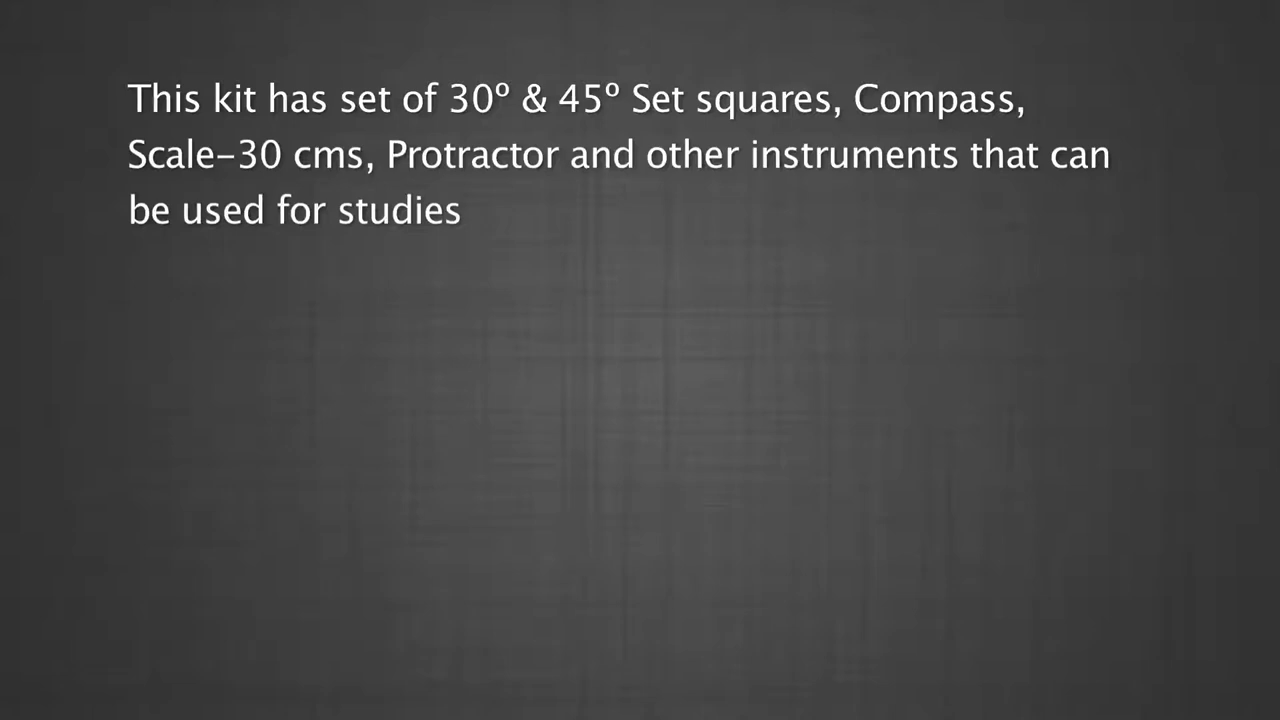 This kit has set of 30º & 45º Set squares, Compass,
Scale-30 cms, Protractor and other instruments that can
be used for studies